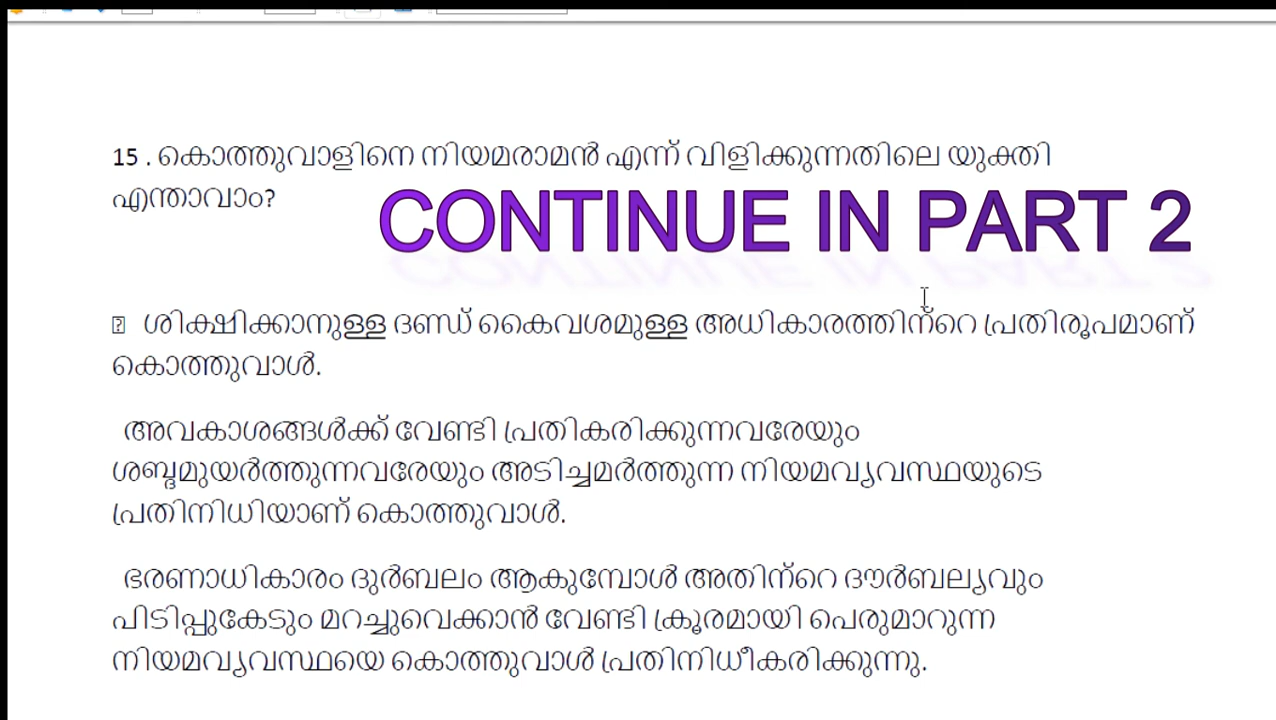 15 . കൊത്തുവാളിനെ നിയമരാമൻ എന്ന് വിളിക്കുന്നതിലെ യുക്തി
എന്താവാം?
CONTINUE IN PART 2
ശിക്ഷിക്കാനുള്ള ദണ്ഡ് കൈവശമുള്ള അധികാരത്തിന്റെ പ്രതിരൂപമാണ്
കൊത്തുവാൾ.
അവകാശങ്ങൾക്ക് വേണ്ടി പ്രതികരിക്കുന്നവരേയും
ശബ്ദമുയർത്തുന്നവരേയും അടിച്ചമർത്തുന്ന നിയമവ്യവസ്ഥയുടെ
പ്രതിനിധിയാണ് കൊത്തുവാൾ.
ഭരണാധികാരം ദുർബലം ആകുമ്പോൾ അതിന്റെ ദൗർബല്യവും
പിടിപ്പുകേടും മറച്ചുവെക്കാൻ വേണ്ടി ക്രൂരമായി പെരുമാറുന്ന
നിയമവ്യവസ്ഥയെ കൊത്തുവാൾ പ്രതിനിധീകരിക്കുന്നു.